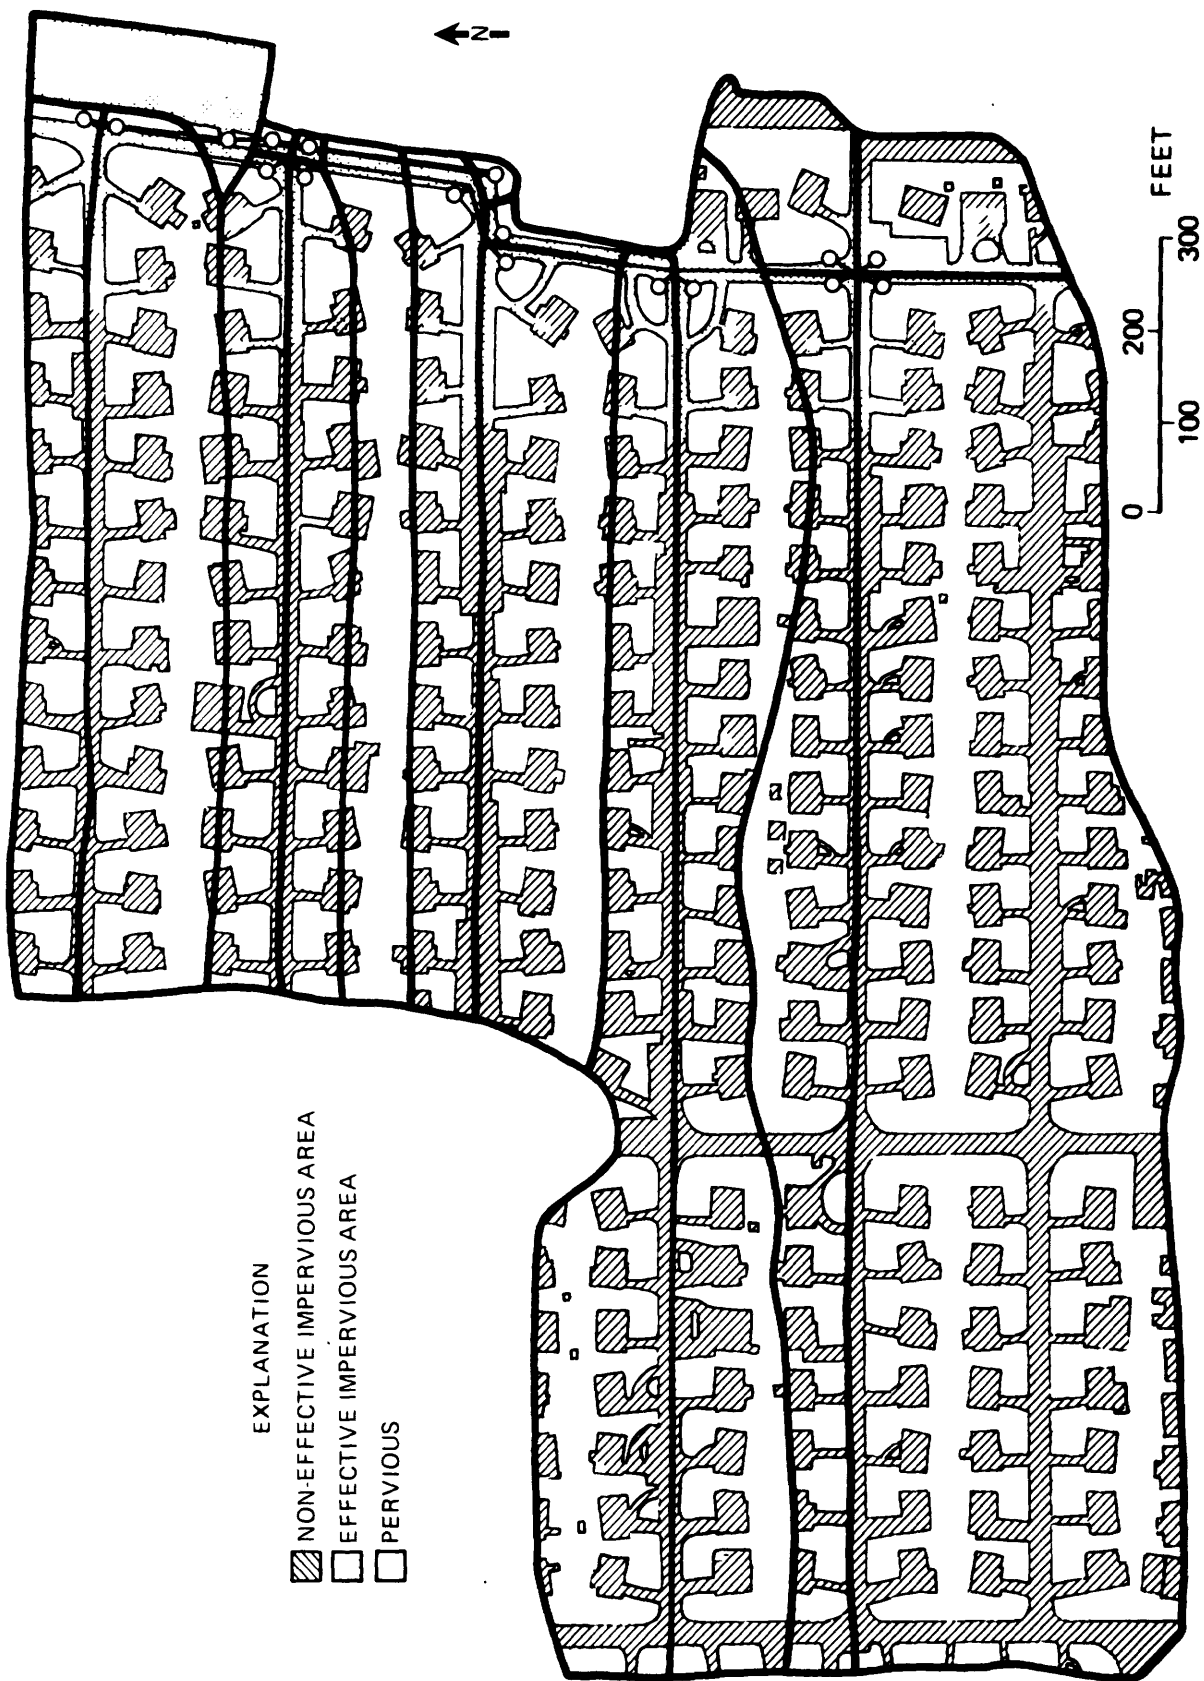 N
EXPLANATION
NON-EFFECTIVE IMPERVIOUS AREA
EFFECTIVE IMPERVIOUS AREA
PERVIOUS
0 100 200 300 FEET